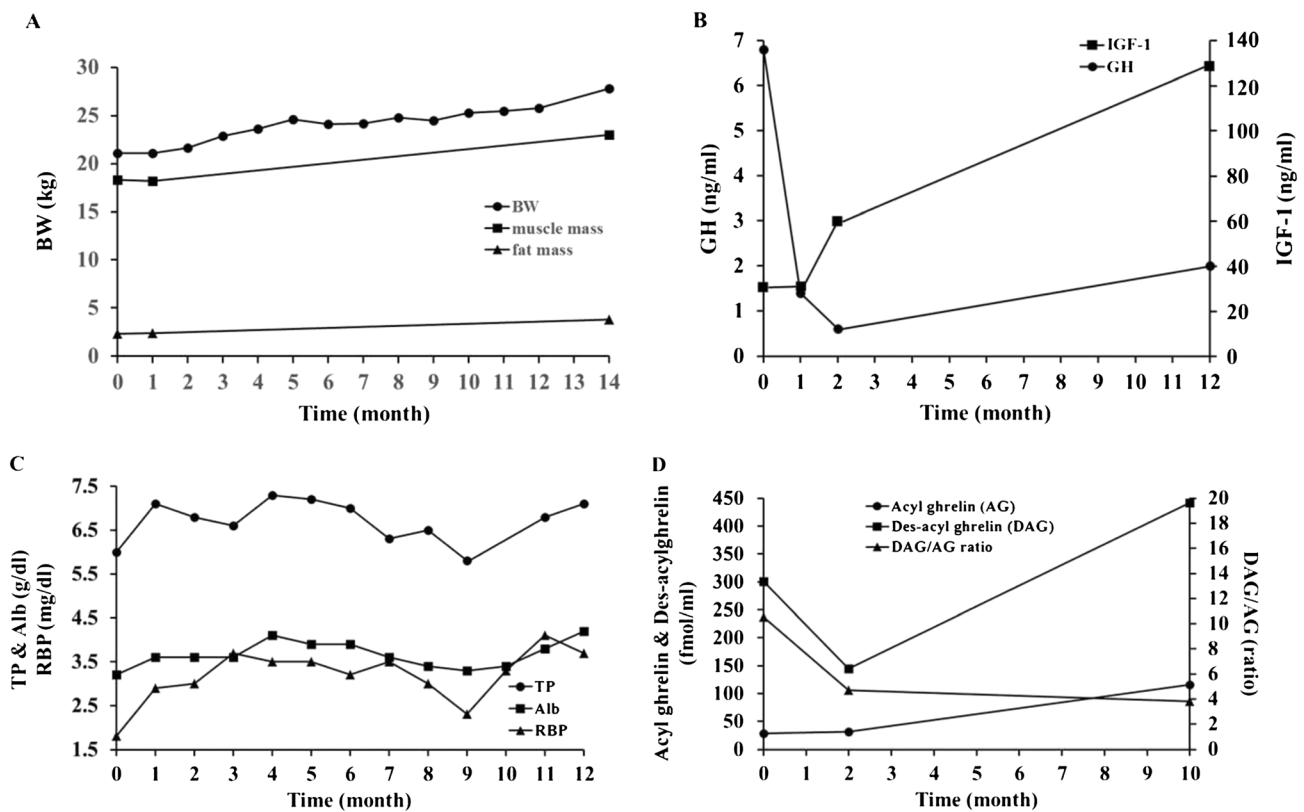 A
30
25
20
15
10
5
0
BW (kg)
BW
muscle mass
fat mass
0 1 2 3 4 5 6 7 8 9 10 11 12 13 14
Time (month)
B
7
6
5
4
3
2
1
0
GH (ng/ml)
IGF-1
GH
140
120
100
80
60
40
20
0
IGF-1 (ng/ml)
0 1 2 3 4 5 6 7 8 9 10 11 12
Time (month)
C
7.5
6.5
5.5
4.5
3.5
2.5
1.5
TP & Alb (g/dl)
RBP (mg/dl)
TP
Alb
RBP
0 1 2 3 4 5 6 7 8 9 10 11 12
Time (month)
D
450
400
350
300
250
200
150
100
50
0
Acyl ghrelin & Des-acylghrelin
(fmol/ml)
Acyl ghrelin (AG)
Des-acyl ghrelin (DAG)
DAG/AG ratio
20
18
16
14
12
10
8
6
4
2
0
DAG/AG
(ratio)
0 1 2 3 4 5 6 7 8 9 10
Time (month)